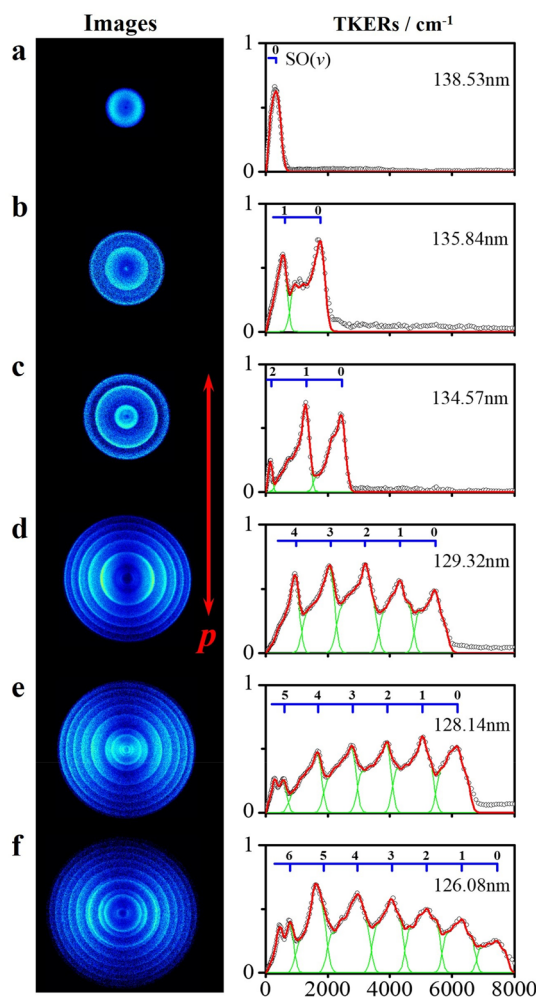 Images
TKERs / cm⁻¹
a
1
0
SO(v)
138.53nm
0
b
1
1 0
135.84nm
0
c
1
2 1 0
134.57nm
0
p
d
1
4 3 2 1 0
129.32nm
0
e
1
5 4 3 2 1 0
128.14nm
0
f
1
6 5 4 3 2 1 0
126.08nm
0
0 2000 4000 6000 8000